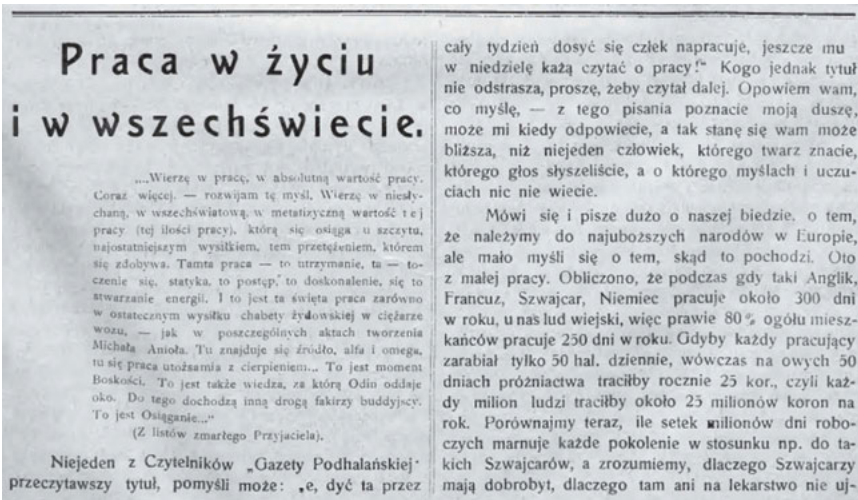 Praca w życiu
i w wszechświecie.
„„Wierzę w pracę, w absolutną wartość pracy.
Coraz więcej. — rozwijam tę myśl. Wierzę w niesły-
chaną, w wszechświatową, w metafizyczną wartość tej
pracy (tej ilości pracy), którą się osiąga u szczytu,
najostatniejszym wysiłkiem, tem przetężeniem, którem
się zdobywa. Tamta praca — to utrzymanie, ta — to-
czenie się, statyka, to postęp, to doskonalenie, się to
stwarzanie energii. I to jest ta święta praca zarówno
w ostatecznym wysiłku chabety żydowskiej w ciężarze
wozu, — jak w poszczególnych aktach tworzenia
Michała Anioła. Tu znajduje się źródło, alfa i omega,
tu się praca utożsamia z cierpieniem... To jest moment
Boskości. To jest także wiedza, za którą Odin oddaje
oko. Do tego dochodzą inną drogą fakirzy buddyjscy.
To jest Osiąganie..."
(Z listów zmarłego Przyjaciela).
Niejeden z Czytelników „Gazety Podhalańskiej"
przeczytawszy tytuł, pomyśli może: „e, dyć ta przez
cały tydzień dosyć się człek napracuje, jeszcze mu
w niedzielę każą czytać o pracy!" Kogo jednak tytuł
nie odstrasza, proszę, żeby czytał dalej. Opowiem wam,
co myślę, — z tego pisania poznacie moją duszę,
może mi kiedy odpowiecie, a tak stanę się wam może
bliższa, niż niejeden człowiek, którego twarz znacie,
którego głos słyszeliście, a o którego myślach i uczu-
ciach nic nie wiecie.
Mówi się i pisze dużo o naszej biedzie, o tem,
że należymy do najuboższych narodów w Europie,
ale mało myśli się o tem, skąd to pochodzi. Oto
z małej pracy. Obliczono, że podczas gdy taki Anglik,
Francuz, Szwajcar, Niemiec pracuje około 300 dni
w roku, u nas lud wiejski, więc prawie 80% ogółu miesz-
kańców pracuje 250 dni w roku. Gdyby każdy pracujący
zarabiał tylko 50 hal. dziennie, wówczas na owych 50
dniach próżniactwa traciłby rocznie 25 kor., czyli każ-
dy milion ludzi traciłby około 25 milionów koron na
rok. Porównajmy teraz, ile setek milionów dni robo-
czych marnuje każde pokolenie w stosunku np. do ta-
kich Szwajcarów, a zrozumiemy, dlaczego Szwajcarzy
mają dobrobyt, dlaczego tam ani na lekarstwo nie uj-